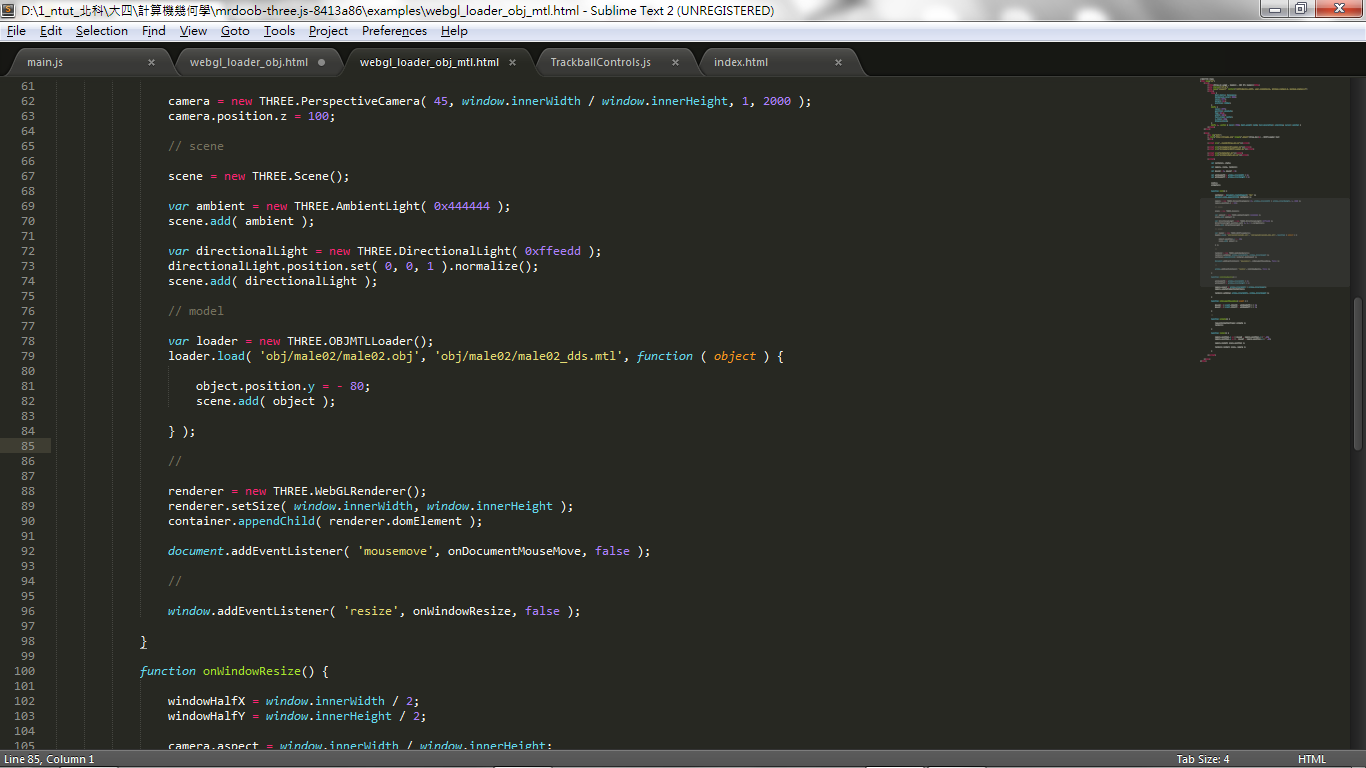 D:\1_ntut_北科\大四\計算機幾何學\mrdoob-three.js-8413a86\examples\webgl_loader_obj_mtl.html - Sublime Text 2 (UNREGISTERED)
File Edit Selection Find View Goto Tools Project Preferences Help
main.js × webgl_loader_obj.html webgl_loader_obj_mtl.html × TrackballControls.js × index.html ×
61
62 camera = new THREE.PerspectiveCamera( 45, window.innerWidth / window.innerHeight, 1, 2000 );
63 camera.position.z = 100;
64
65 // scene
66
67 scene = new THREE.Scene();
68
69 var ambient = new THREE.AmbientLight( 0x444444 );
70 scene.add( ambient );
71
72 var directionalLight = new THREE.DirectionalLight( 0xffeedd );
73 directionalLight.position.set( 0, 0, 1 ).normalize();
74 scene.add( directionalLight );
75
76 // model
77
78 var loader = new THREE.OBJMTLLoader();
79 loader.load( 'obj/male02/male02.obj', 'obj/male02/male02_dds.mtl', function ( object ) {
80
81 object.position.y = - 80;
82 scene.add( object );
83
84 } );
85
86 //
87
88 renderer = new THREE.WebGLRenderer();
89 renderer.setSize( window.innerWidth, window.innerHeight );
90 container.appendChild( renderer.domElement );
91
92 document.addEventListener( 'mousemove', onDocumentMouseMove, false );
93
94 //
95
96 window.addEventListener( 'resize', onWindowResize, false );
97
98 }
99
100 function onWindowResize() {
101
102 windowHalfX = window.innerWidth / 2;
103 windowHalfY = window.innerHeight / 2;
104
105 camera.aspect = window.innerWidth / window.innerHeight;
Line 85, Column 1 Tab Size: 4 HTML